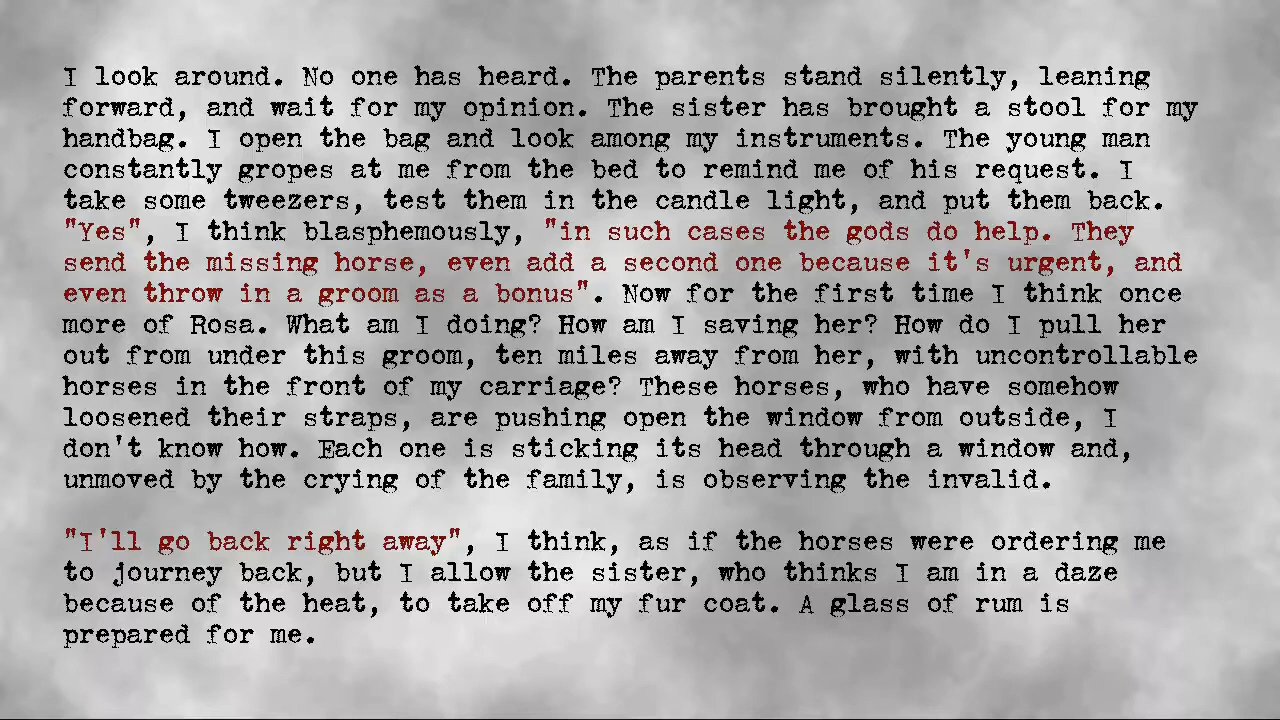 I look around. No one has heard. The parents stand silently, leaning
forward, and wait for my opinion. The sister has brought a stool for my
handbag. I open the bag and look among my instruments. The young man
constantly gropes at me from the bed to remind me of his request. I
take some tweezers, test them in the candle light, and put them back.
"Yes", I think blasphemously, "in such cases the gods do help. They
send the missing horse, even add a second one because it's urgent, and
even throw in a groom as a bonus". Now for the first time I think once
more of Rosa. What am I doing? How am I saving her? How do I pull her
out from under this groom, ten miles away from her, with uncontrollable
horses in the front of my carriage? These horses, who have somehow
loosened their straps, are pushing open the window from outside, I
don't know how. Each one is sticking its head through a window and,
unmoved by the crying of the family, is observing the invalid.
"I'll go back right away", I think, as if the horses were ordering me
to journey back, but I allow the sister, who thinks I am in a daze
because of the heat, to take off my fur coat. A glass of rum is
prepared for me.